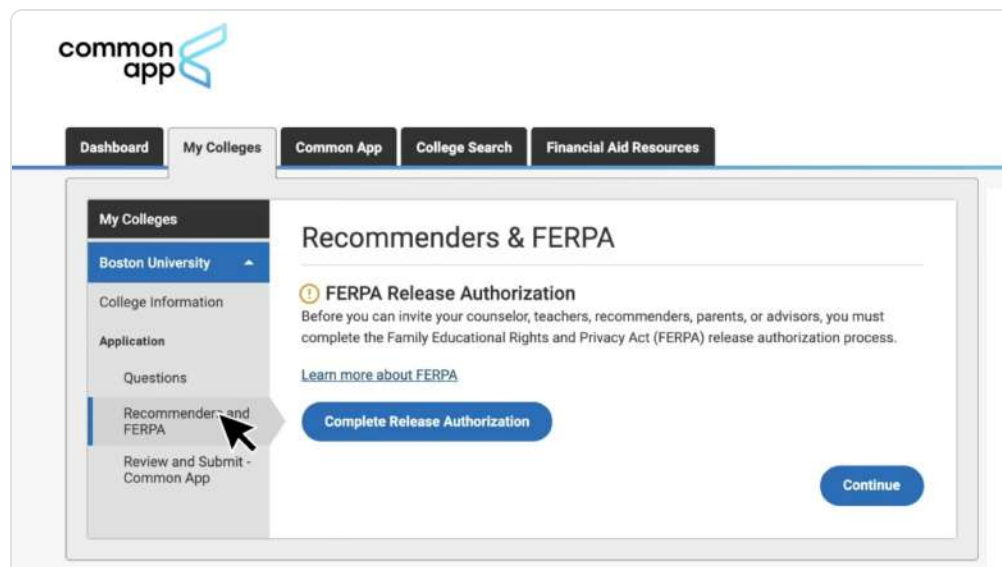 common
app
Dashboard
My Colleges
Common App
College Search
Financial Aid Resources
My Colleges
Boston University
College Information
Application
Questions
Recommenders and
FERPA
Review and Submit -
Common App
Recommenders & FERPA
FERPA Release Authorization
Before you can invite your counselor, teachers, recommenders, parents, or advisors, you must
complete the Family Educational Rights and Privacy Act (FERPA) release authorization process.
Learn more about FERPA
Complete Release Authorization
Continue